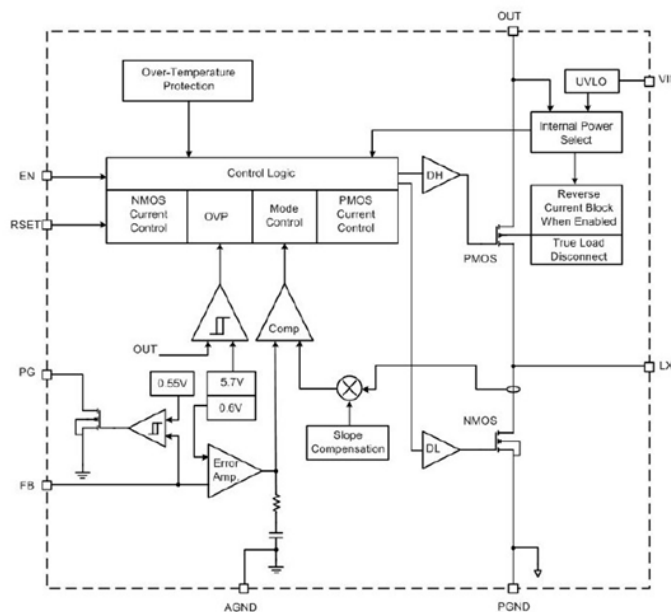 OUT
VI
UVLO
Over-Temperature
Protection
Internal Power
Select
EN
Control Logic
DH
NMOS
Current
Control
OVP
Mode
Control
PMOS
Current
Control
Reverse
Current Block
When Enabled
True Load
Disconnect
RSET
PMOS
Comp
OUT
LX
PG
0.55V
5.7V
0.6V
NMOS
Slope
Compensation
DL
Error
Amp.
FB
AGND
PGND